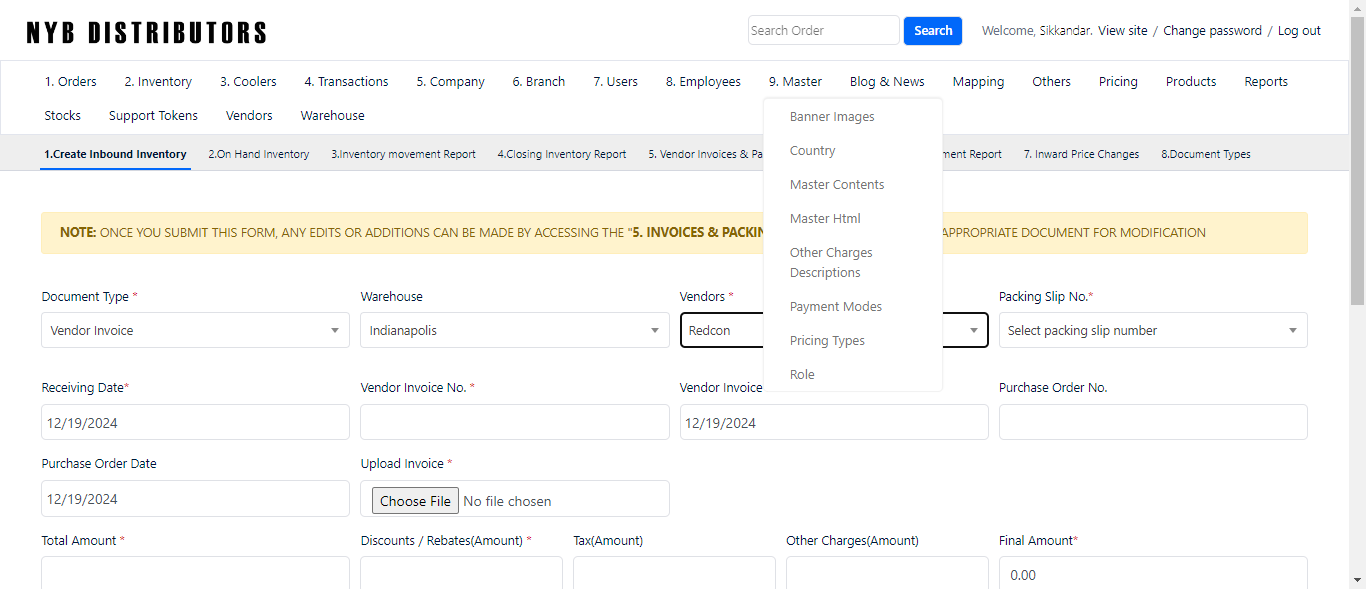 NYB DISTRIBUTORS
Search Order
Search
Welcome, Sikkandar. View site / Change password / Log out
1. Orders 2. Inventory 3. Coolers 4. Transactions 5. Company 6. Branch 7. Users 8. Employees 9. Master Blog & News Mapping Others Pricing Products Reports
Stocks Support Tokens Vendors Warehouse
Banner Images
Country
Master Contents
Master Html
Other Charges
Descriptions
Payment Modes
Pricing Types
Role
1.Create Inbound Inventory 2.On Hand Inventory 3.Inventory movement Report 4.Closing Inventory Report 5. Vendor Invoices & Pa ment Report 7. Inward Price Changes 8.Document Types
NOTE: ONCE YOU SUBMIT THIS FORM, ANY EDITS OR ADDITIONS CAN BE MADE BY ACCESSING THE "5. INVOICES & PACKIN APPROPRIATE DOCUMENT FOR MODIFICATION
Document Type * Warehouse Vendors * Packing Slip No.*
Vendor Invoice Indianapolis Redcon Select packing slip number
Receiving Date* Vendor Invoice No. * Vendor Invoice Purchase Order No.
12/19/2024 12/19/2024
Purchase Order Date Upload Invoice *
12/19/2024 Choose File No file chosen
Total Amount * Discounts / Rebates(Amount) * Tax(Amount) Other Charges(Amount) Final Amount*
0.00